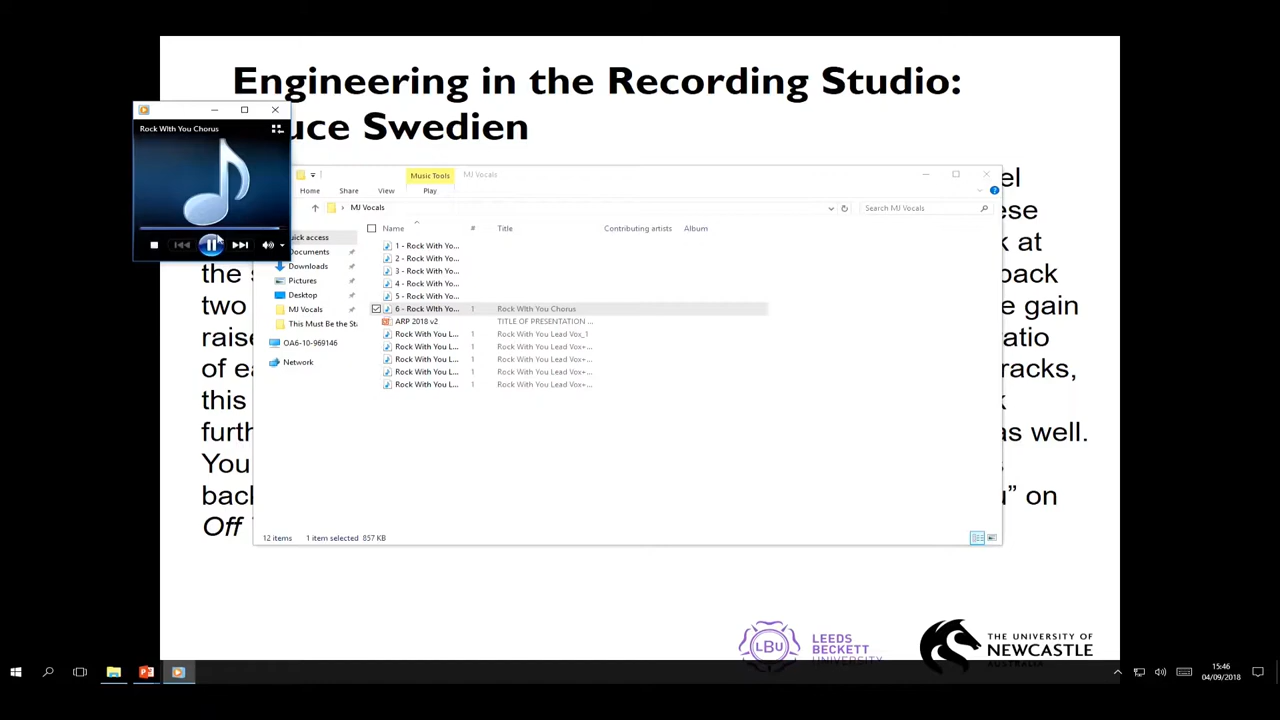 Engineering in the Recording Studio:
uce Swedien
Rock WIth You Chorus
Music Tools
MJ Vocals
Home
Share
View
Play
MJ Vocals
Search MJ Vocals
Name
#
Title
Contributing artists
Album
uick access
Documents
Downloads
Pictures
Desktop
MJ Vocals
This Must Be the St
OA6-10-969146
Network
1 - Rock With Yo...
2 - Rock With Yo...
3 - Rock With Yo...
4 - Rock With Yo...
5 - Rock With Yo...
6 - Rock With Yo... 1 Rock WIth You Chorus
ARP 2018 v2 TITLE OF PRESENTATION ...
Rock With You L... 1 Rock With You Lead Vox_1
Rock With You L... 1 Rock With You Lead Vox+...
Rock With You L... 1 Rock With You Lead Vox+...
Rock With You L... 1 Rock With You Lead Vox+...
Rock With You L... 1 Rock With You Lead Vox+...
12 items 1 item selected 857 KB
el
ese
k at
the s back
two e gain
raise atio
of ea racks,
this k
furth as well.
You s
back u” on
Off
LBU
LEEDS
BECKETT
UNIVERSITY
THE UNIVERSITY OF
NEWCASTLE
AUSTRALIA
15:46
04/09/2018